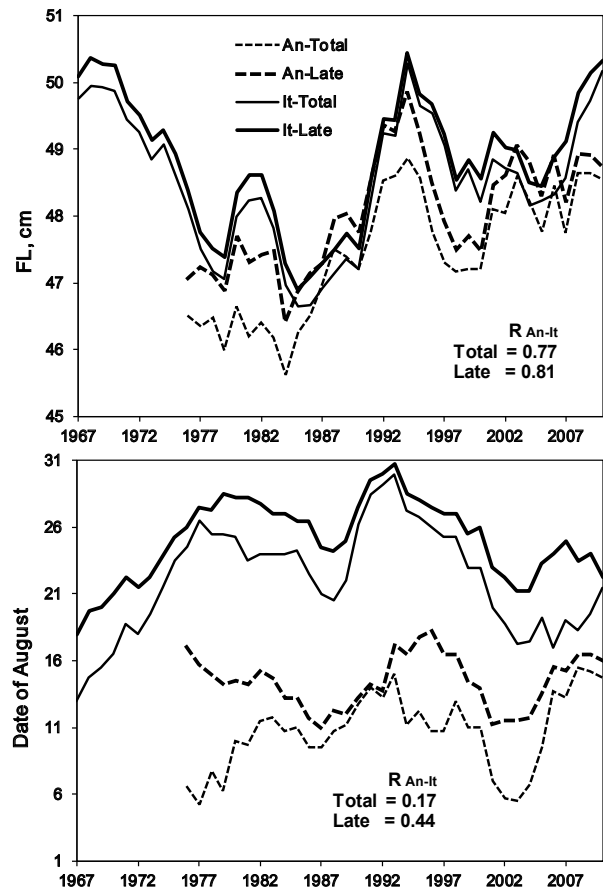 51
50
49
48
47
46
45
FL, cm
An-Total
An-Late
It-Total
It-Late
R An-It
Total = 0.77
Late = 0.81
1967 1972 1977 1982 1987 1992 1997 2002 2007
31
26
21
16
11
6
1
Date of August
R An-It
Total = 0.17
Late = 0.44
1967 1972 1977 1982 1987 1992 1997 2002 2007